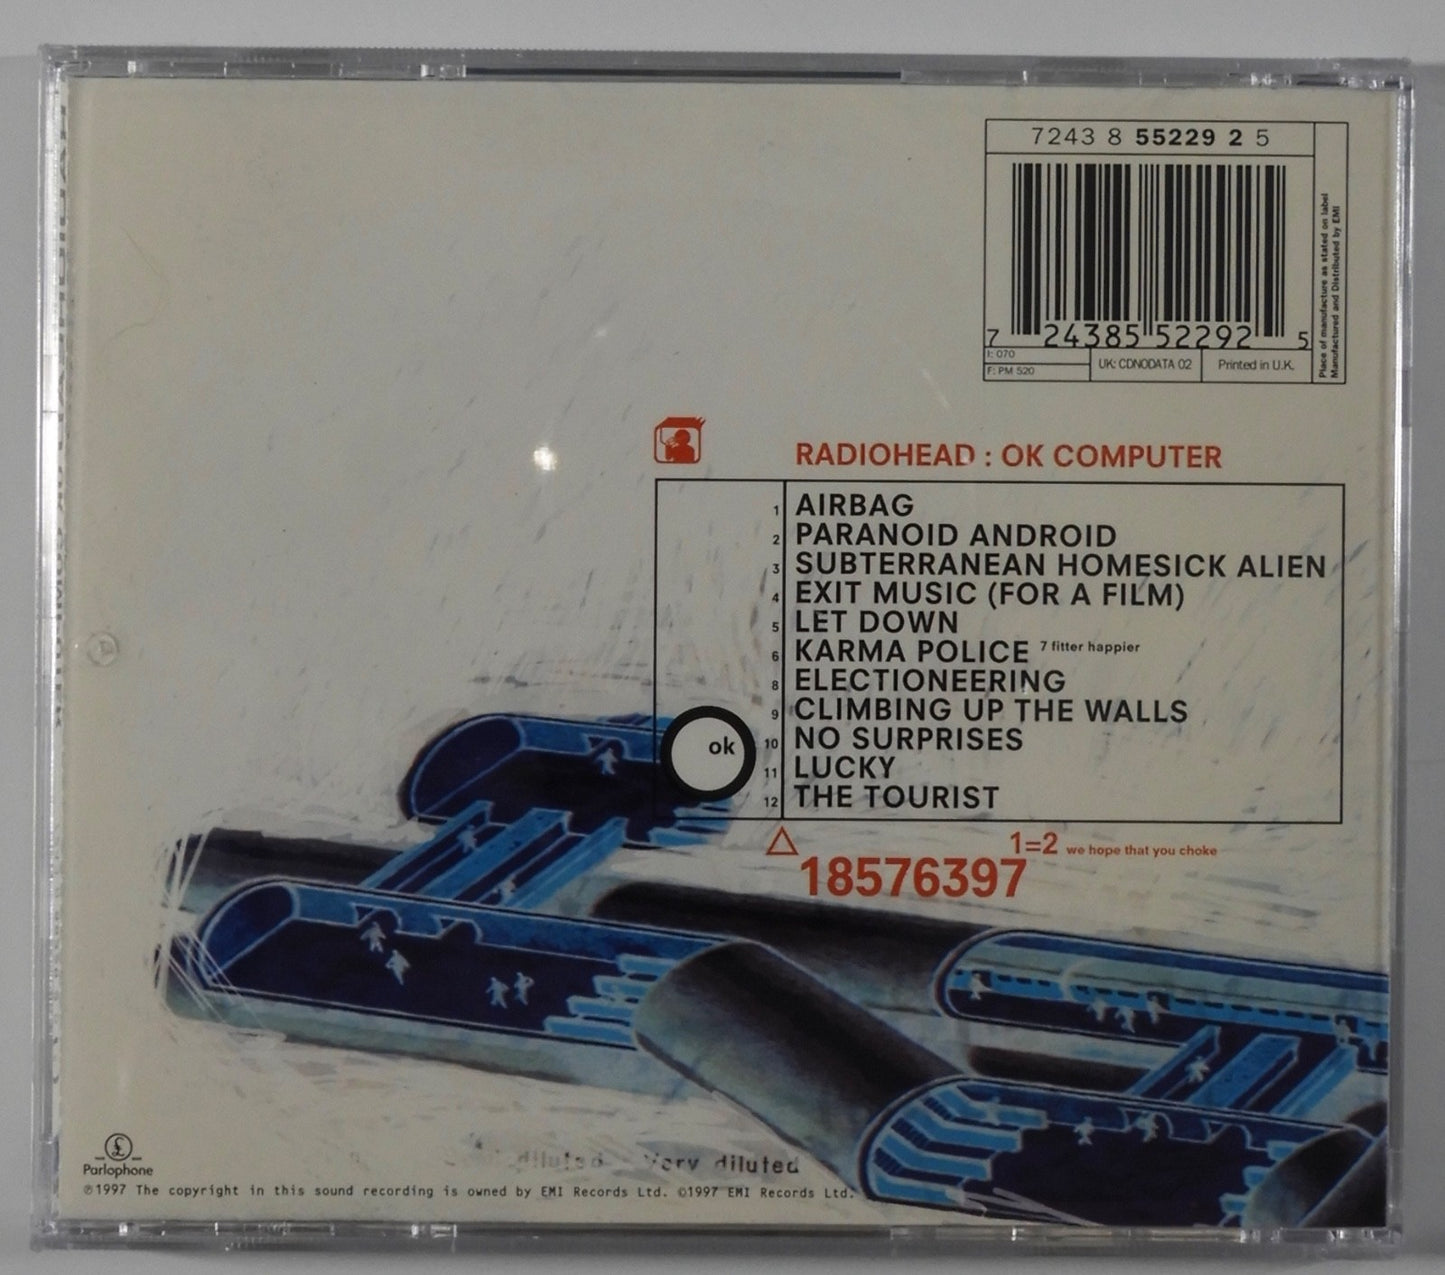 7243 8 55229 2 5
7 24385 52292 5
I: 070
F: PM 520
UK: CDNODATA 02
Printed in U.K.
Place of manufacture as stated on label
Manufactured and Distributed by EMI
RADIOHEAD : OK COMPUTER
1 AIRBAG
2 PARANOID ANDROID
3 SUBTERRANEAN HOMESICK ALIEN
4 EXIT MUSIC (FOR A FILM)
5 LET DOWN
6 KARMA POLICE 7 fitter happier
8 ELECTIONEERING
9 CLIMBING UP THE WALLS
ok
10 NO SURPRISES
11 LUCKY
12 THE TOURIST
1=2 we hope that you choke
18576397
£
Parlophone
diluted Very diluted
℗1997 The copyright in this sound recording is owned by EMI Records Ltd. ©1997 EMI Records Ltd.